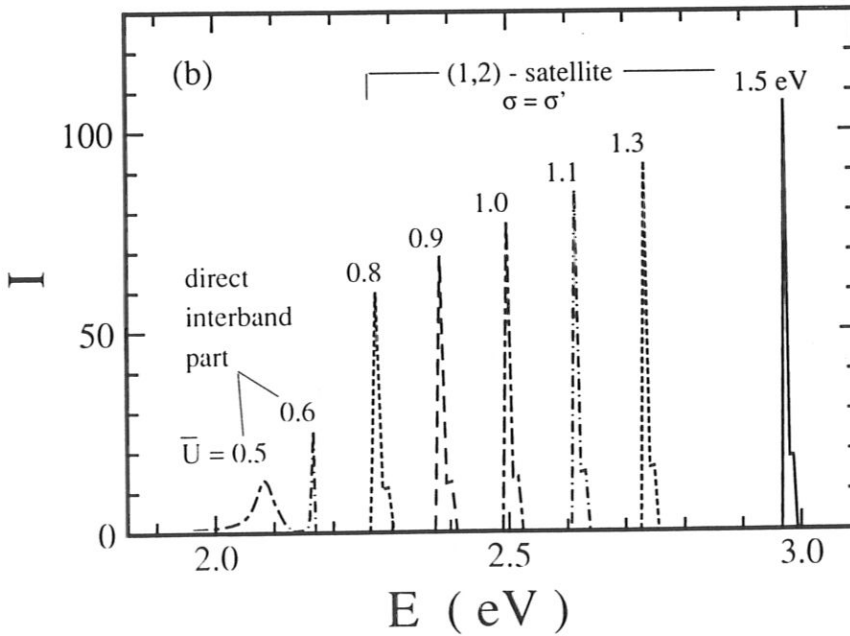 (b)
(1,2) - satellite
σ = σ'
1.5 eV
1.3
1.1
1.0
0.9
0.8
direct
interband
part
0.6
U̅ = 0.5
100
50
0
I
2.0
2.5
3.0
E ( eV )